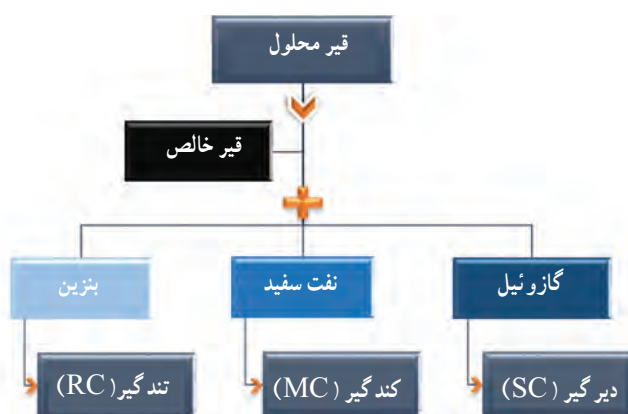 قیر محلول
قیر خالص
گازوئیل
نفت سفید
بنزین
دیر گیر (SC)
کند گیر (MC)
تند گیر (RC)